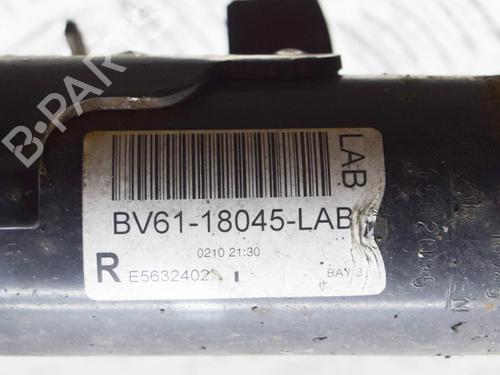 B-PARTS
LAB
BV61-18045-LAB
0210 21:30
R E5632402
BAY 3